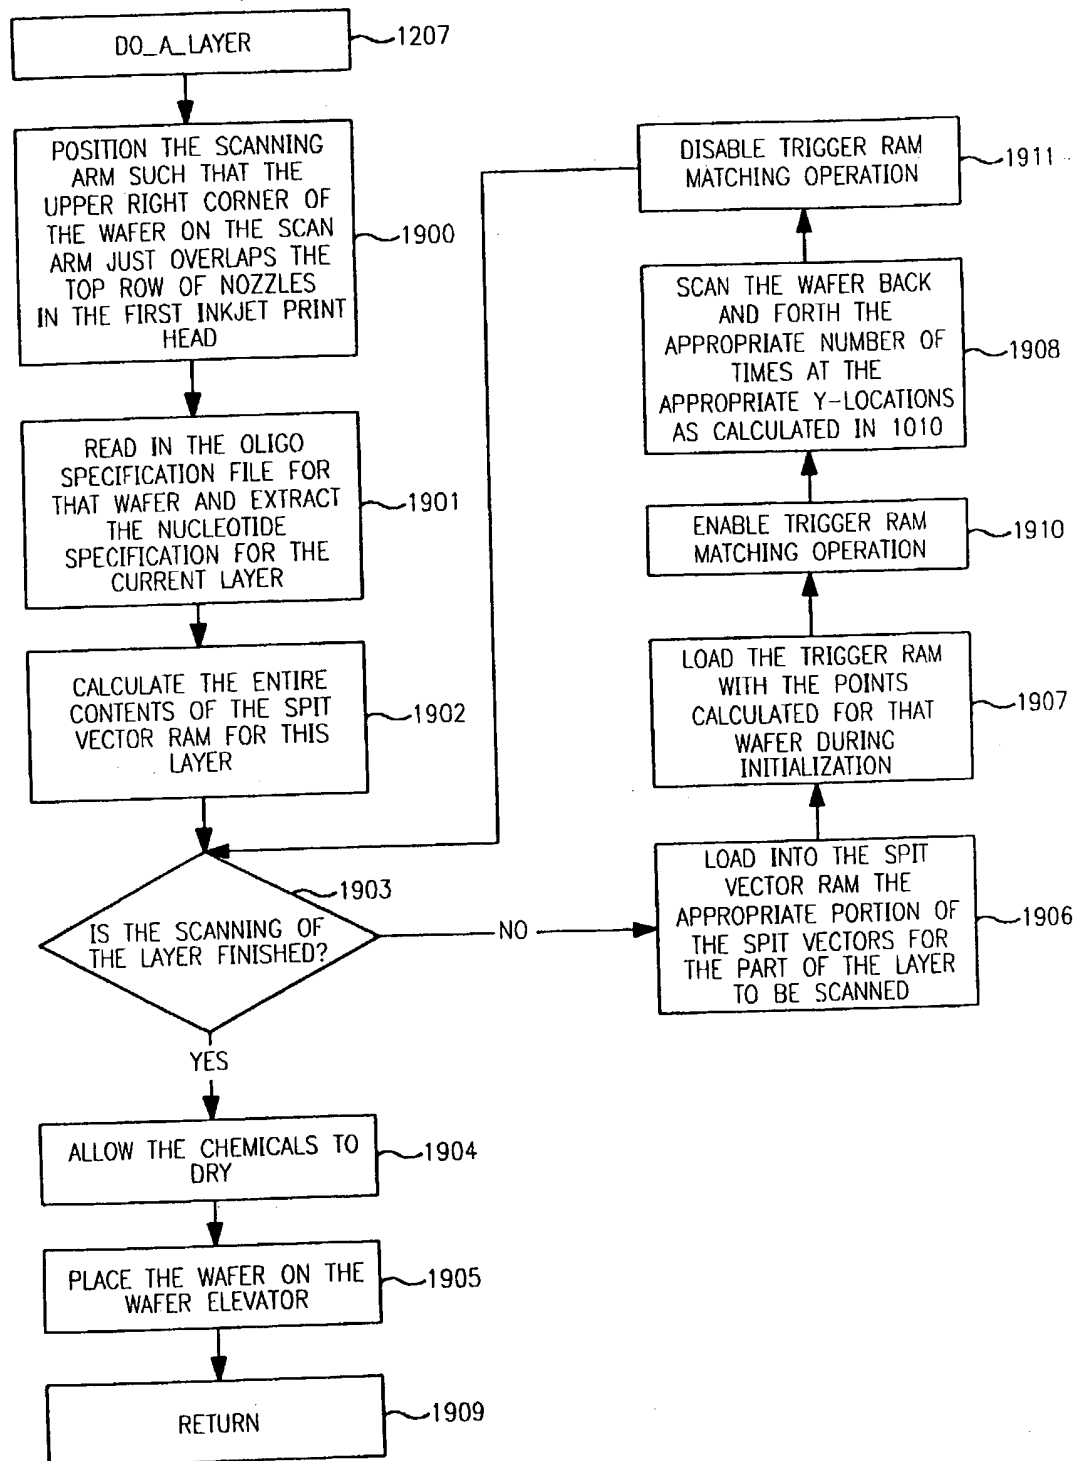 DO_A_LAYER
1207
POSITION THE SCANNING
ARM SUCH THAT THE
UPPER RIGHT CORNER OF
THE WAFER ON THE SCAN
ARM JUST OVERLAPS THE
TOP ROW OF NOZZLES
IN THE FIRST INKJET PRINT
HEAD
1900
READ IN THE OLIGO
SPECIFICATION FILE FOR
THAT WAFER AND EXTRACT
THE NUCLEOTIDE
SPECIFICATION FOR THE
CURRENT LAYER
1901
CALCULATE THE ENTIRE
CONTENTS OF THE SPIT
VECTOR RAM FOR THIS
LAYER
1902
1903
IS THE SCANNING OF
THE LAYER FINISHED?
NO
YES
ALLOW THE CHEMICALS TO
DRY
1904
PLACE THE WAFER ON THE
WAFER ELEVATOR
1905
RETURN
1909
DISABLE TRIGGER RAM
MATCHING OPERATION
1911
SCAN THE WAFER BACK
AND FORTH THE
APPROPRIATE NUMBER OF
TIMES AT THE
APPROPRIATE Y-LOCATIONS
AS CALCULATED IN 1010
1908
ENABLE TRIGGER RAM
MATCHING OPERATION
1910
LOAD THE TRIGGER RAM
WITH THE POINTS
CALCULATED FOR THAT
WAFER DURING
INITIALIZATION
1907
LOAD INTO THE SPIT
VECTOR RAM THE
APPROPRIATE PORTION OF
THE SPIT VECTORS FOR
THE PART OF THE LAYER
TO BE SCANNED
1906